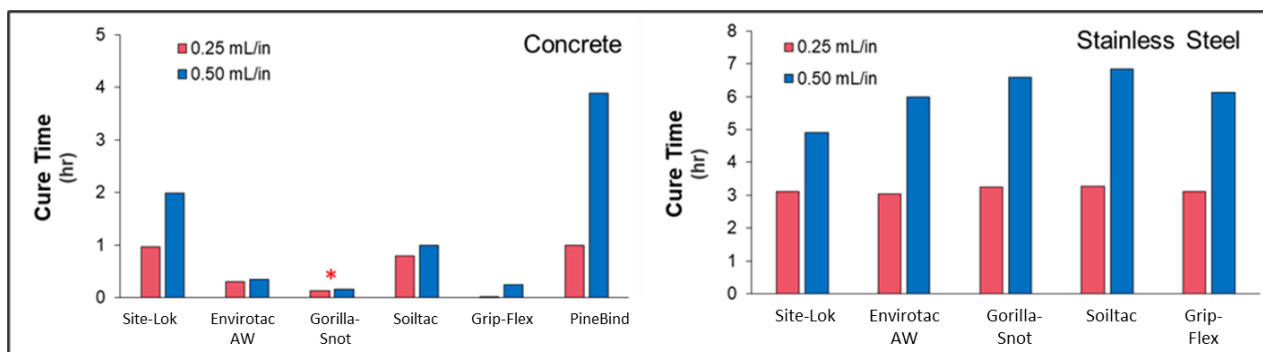 Concrete
0.25 mL/in
0.50 mL/in
Cure Time
(hr)
5
4
3
2
1
0
*
Site-Lok
Envirotac
AW
Gorilla-
Snot
Soiltac
Grip-Flex
PineBind
Stainless Steel
0.25 mL/in
0.50 mL/in
Cure Time
(hr)
8
7
6
5
4
3
2
1
0
Site-Lok
Envirotac
AW
Gorilla-
Snot
Soiltac
Grip-
Flex